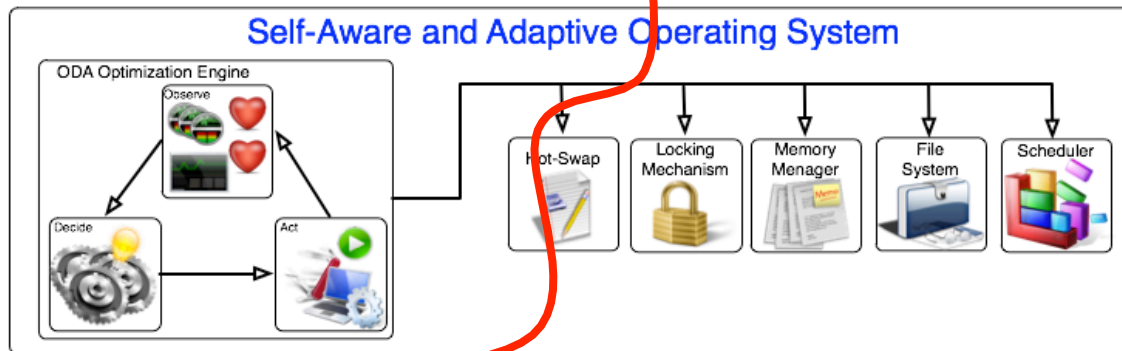 Self-Aware and Adaptive Operating System
ODA Optimization Engine
Observe
Decide
Act
Hot-Swap
Locking
Mechanism
Memory
Menager
Memo
File
System
Scheduler